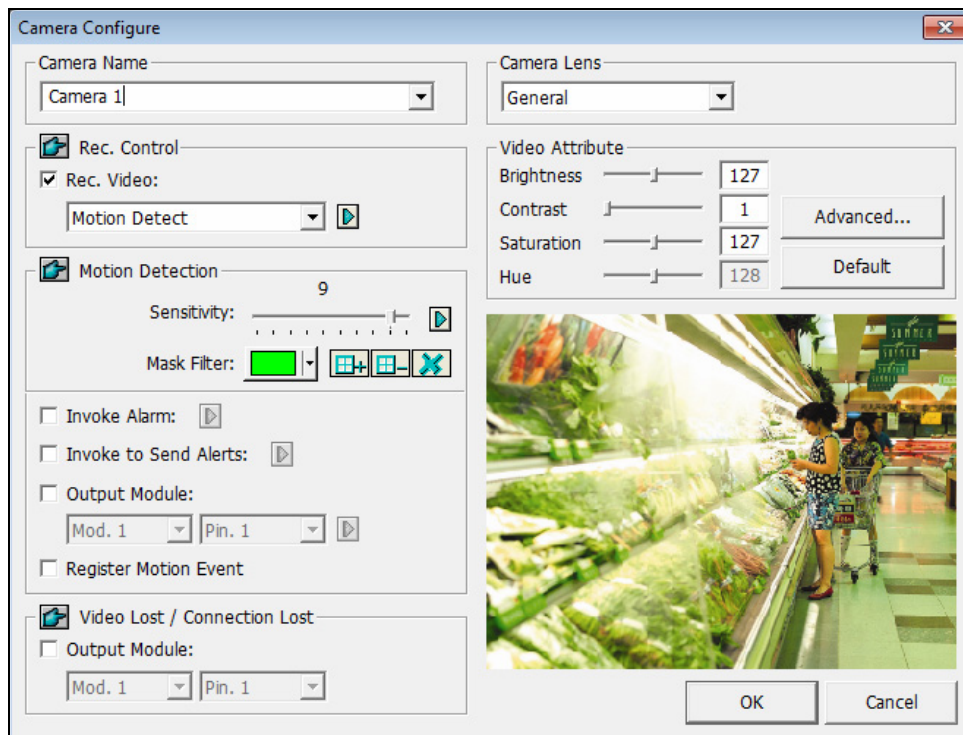 Camera Configure
Camera Name
Camera 1
Rec. Control
Rec. Video:
Motion Detect
Motion Detection
9
Sensitivity:
Mask Filter:
Invoke Alarm:
Invoke to Send Alerts:
Output Module:
Mod. 1 Pin. 1
Register Motion Event
Video Lost / Connection Lost
Output Module:
Mod. 1 Pin. 1
Camera Lens
General
Video Attribute
Brightness 127
Contrast 1
Saturation 127
Hue 128
Advanced...
Default
SUMMER
SUMMER
SUMMER
OK
Cancel